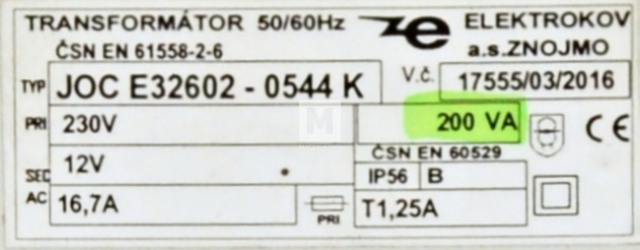 TRANSFORMÁTOR 50/60Hz
ELEKTROKOV
a.s.ZNOJMO
ČSN EN 61558-2-6
TYP JOC E32602 - 0544 K
V.č. 17555/03/2016
PRI 230V
200 VA
CE
SEC 12V
ČSN EN 60529
IP56 B
AC 16,7A
PRI
T1,25A